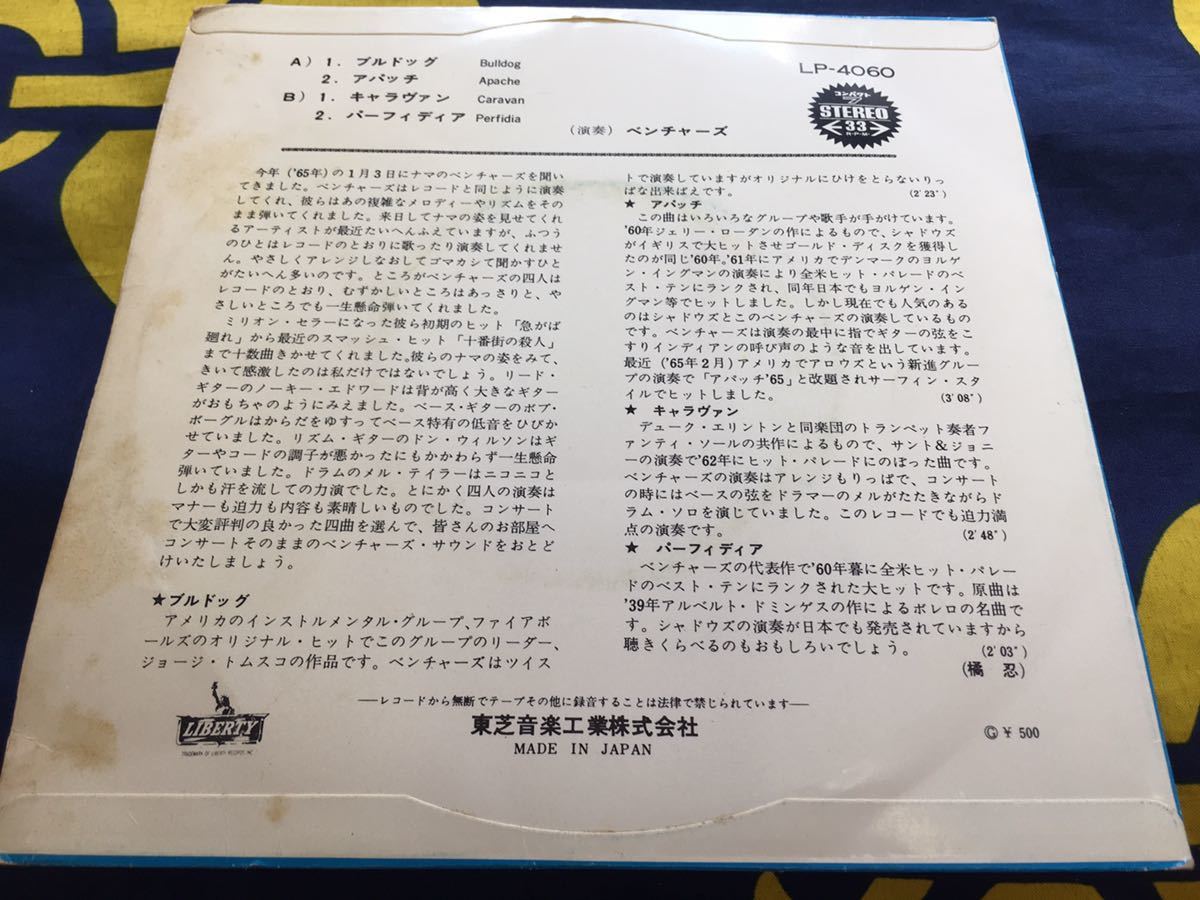 A) 1. ブルドッグ Bulldog
2. アパッチ Apache
B) 1. キャラヴァン Caravan
2. パーフィディア Perfidia
(演奏) ベンチャーズ
LP-4060
コンパクト
STEREO
33
R・P・M・
今年('65年)の1月3日にナマのベンチャーズを聞い
てきました。ベンチャーズはレコードと同じように演奏
してくれ、彼らはあの複雑なメロディーやリズムをその
まま弾いてくれました。来日してナマの姿を見せてくれ
るアーティストが最近たいへんふえていますが、ふつう
のひとはレコードのとおりに歌ったり演奏してくれませ
ん。やさしくアレンジしなおしてゴマカシて聞かすひと
がたいへん多いのです。ところがベンチャーズの四人は
レコードのとおり、むずかしいところはあっさりと、や
さしいところでも一生懸命弾いてくれました。
ミリオン・セラーになった彼ら初期のヒット「急がば
廻れ」から最近のスマッシュ・ヒット「十番街の殺人」
まで十数曲きかせてくれました。彼らのナマの姿をみて、
きいて感激したのは私だけではないでしょう。リード・
ギターのノーキー・エドワードは背が高く大きなギター
がおもちゃのようにみえました。ベース・ギターのボブ・
ボーグルはからだをゆすってベース特有の低音をひびか
せていました。リズム・ギターのドン・ウィルソンはギ
ターやコードの調子が悪かったにもかかわらず一生懸命
弾いていました。ドラムのメル・テイラーはニコニコと
しかも汗を流しての力演でした。とにかく四人の演奏は
マナーも迫力も内容も素晴しいものでした。コンサート
で大変評判の良かった四曲を選んで、皆さんのお部屋へ
コンサートそのままのベンチャーズ・サウンドをおとど
けいたしましょう。
★ブルドッグ
アメリカのインストルメンタル・グループ、ファイアボ
ールズのオリジナル・ヒットでこのグループのリーダー、
ジョージ・トムスコの作品です。ベンチャーズはツイス
トで演奏していますがオリジナルにひけをとらないりっ
ぱな出来ばえです。 (2'23")
★ アパッチ
この曲はいろいろなグループや歌手が手がけています。
'60年ジェリー・ローダンの作によるもので、シャドウズ
がイギリスで大ヒットさせゴールド・ディスクを獲得し
たのが同じ'60年。'61年にアメリカでデンマークのヨルゲ
ン・イングマンの演奏により全米ヒット・パレードのベ
スト・テンにランクされ、同年日本でもヨルゲン・イン
グマン等でヒットしました。しかし現在でも人気のある
のはシャドウズとこのベンチャーズの演奏しているもの
です。ベンチャーズは演奏の最中に指でギターの弦をこ
すりインディアンの呼び声のような音を出しています。
最近('65年2月)アメリカでアロウズという新進グルー
プの演奏で「アパッチ'65」と改題されサーフィン・スタ
イルでヒットしました。 (3'08")
★ キャラヴァン
デューク・エリントンと同楽団のトランペット奏者フ
ァンティ・ソールの共作によるもので、サント&ジョニ
ーの演奏で'62年にヒット・パレードにのぼった曲です。
ベンチャーズの演奏はアレンジもりっぱで、コンサート
の時にはベースの弦をドラマーのメルがたたきながらド
ラム・ソロを演じていました。このレコードでも迫力満
点の演奏です。 (2'48")
★ パーフィディア
ベンチャーズの代表作で'60年暮に全米ヒット・パレー
ドのベスト・テンにランクされた大ヒットです。原曲は
'39年アルベルト・ドミンゲスの作によるボレロの名曲で
す。シャドウズの演奏が日本でも発売されていますから
聴きくらべるのもおもしろいでしょう。 (2'03")
(橘 忍)
LIBERTY
TRADEMARK OF LIBERTY RECORDS, INC
—レコードから無断でテープその他に録音することは法律で禁じられています—
東芝音楽工業株式会社
MADE IN JAPAN
Ⓖ¥ 500